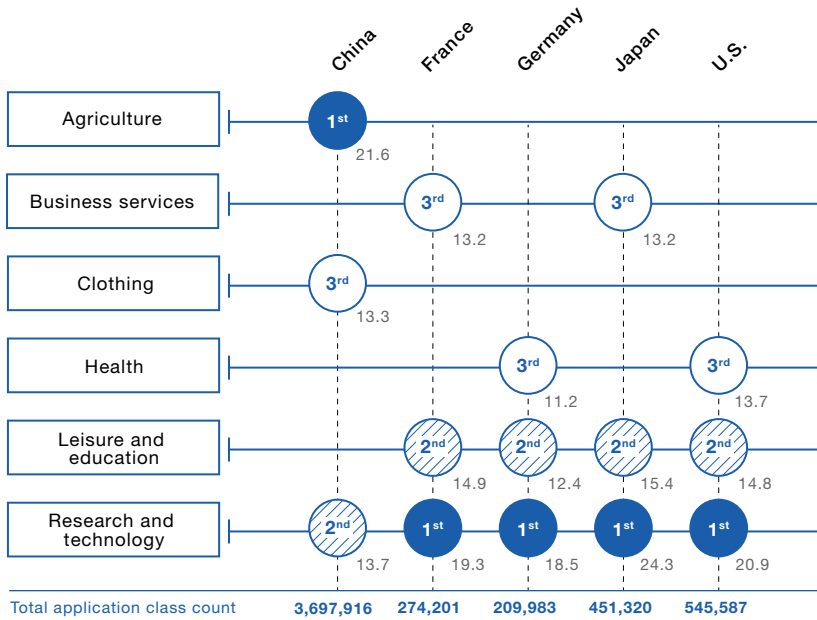 China France Germany Japan U.S.
Agriculture 1st
21.6
Business services 3rd 3rd
13.2 13.2
Clothing 3rd
13.3
Health 3rd 3rd
11.2 13.7
Leisure and
education
2nd 2nd 2nd 2nd
14.9 12.4 15.4 14.8
Research and
technology
2nd 1st 1st 1st 1st
13.7 19.3 18.5 24.3 20.9
Total application class count 3,697,916 274,201 209,983 451,320 545,587